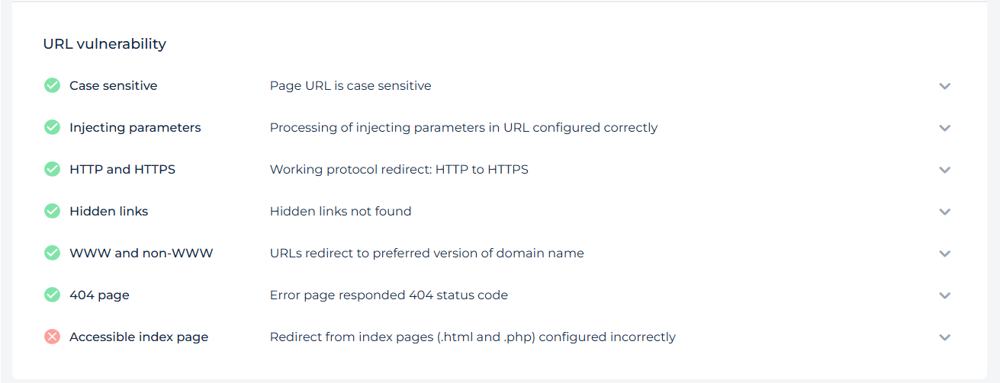 URL vulnerability
Case sensitive Page URL is case sensitive
Injecting parameters Processing of injecting parameters in URL configured correctly
HTTP and HTTPS Working protocol redirect: HTTP to HTTPS
Hidden links Hidden links not found
WWW and non-WWW URLs redirect to preferred version of domain name
404 page Error page responded 404 status code
Accessible index page Redirect from index pages (.html and .php) configured incorrectly